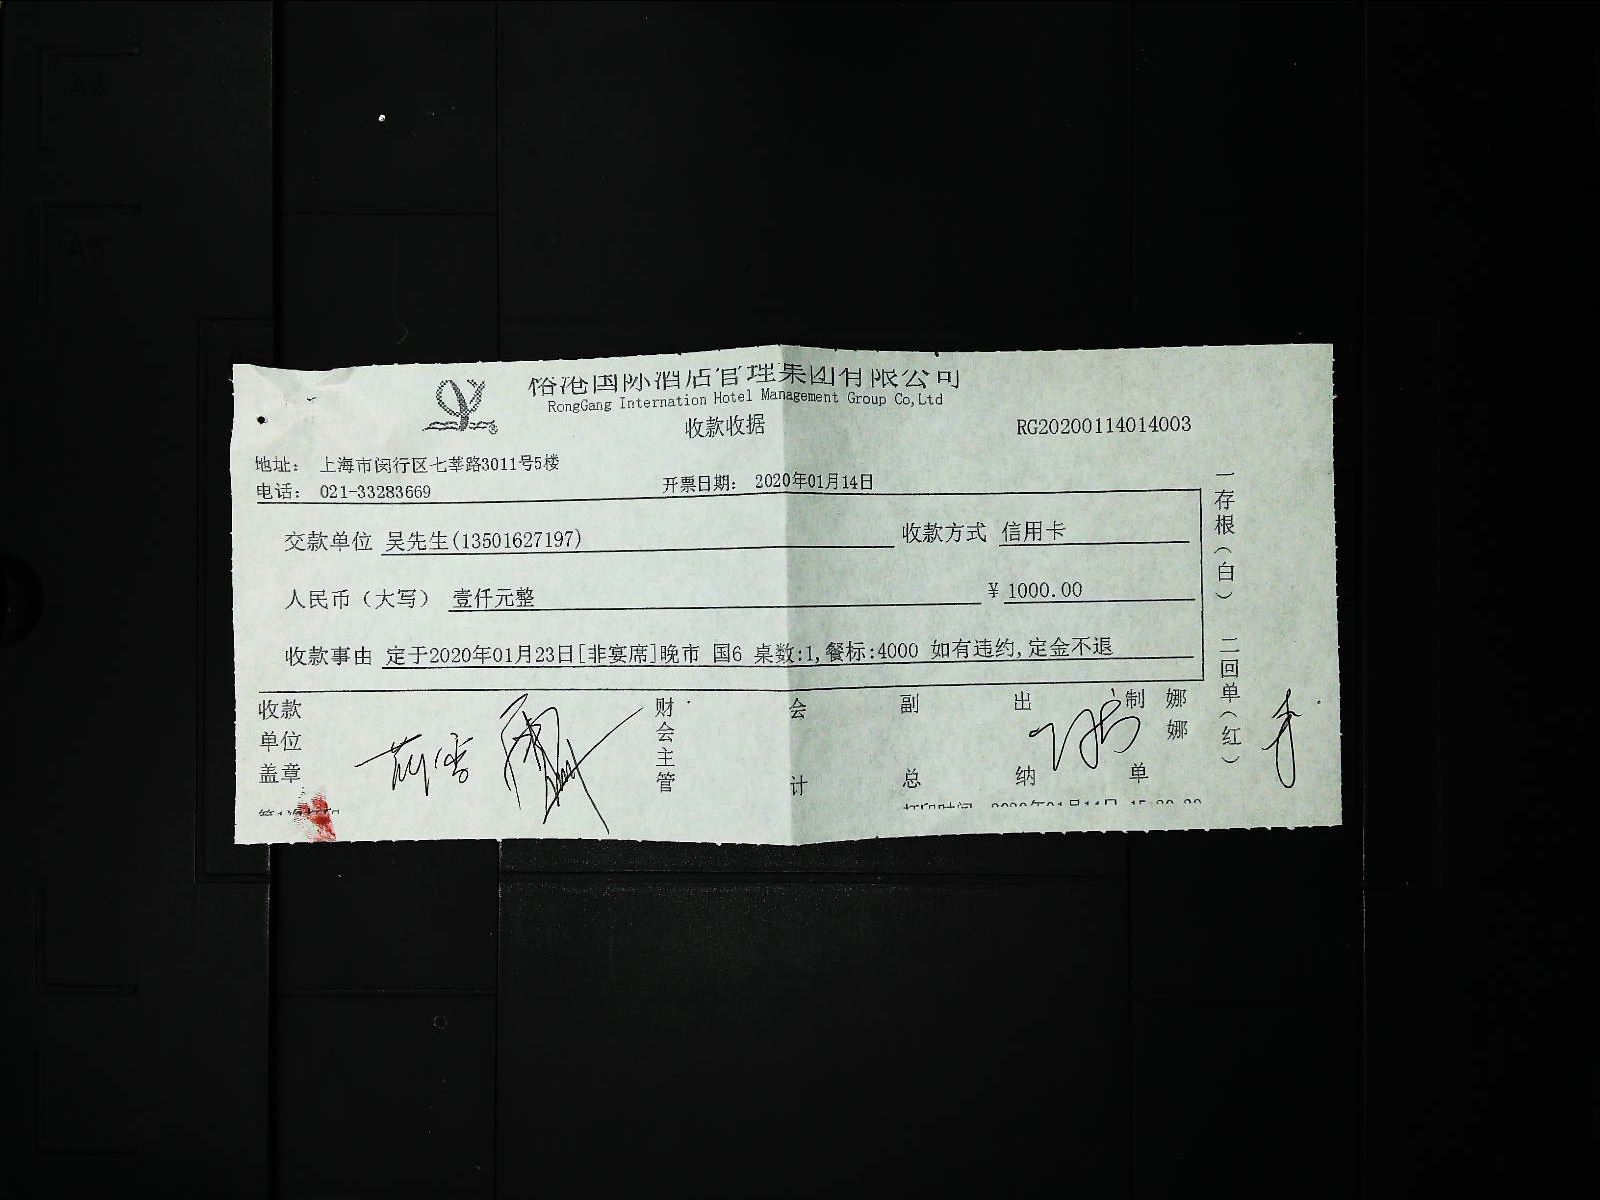 国际酒店管理集团有限公司
RongGang Internation Hotel Management Group Co,Ltd
收款收据
RG20200114014003
地址： 上海市闵行区七莘路3011号5楼
电话： 021-33283669
开票日期： 2020年01月14日
交款单位 吴先生(13501627197)
收款方式 信用卡
人民币（大写） 壹仟元整
¥ 1000.00
收款事由 定于2020年01月23日[非宴席]晚市 国6 桌数:1,餐标:4000 如有违约,定金不退
一存根（白） 二回单（红）
收款单位盖章
财会主管
会计
副总
出纳
制单
娜娜